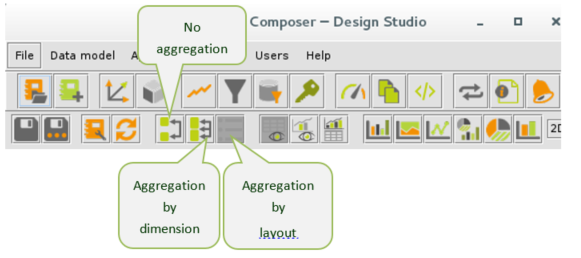 No
aggregation
Composer – Design Studio
File Data model A Users Help
2D
Aggregation
by
dimension
Aggregation
by
layout